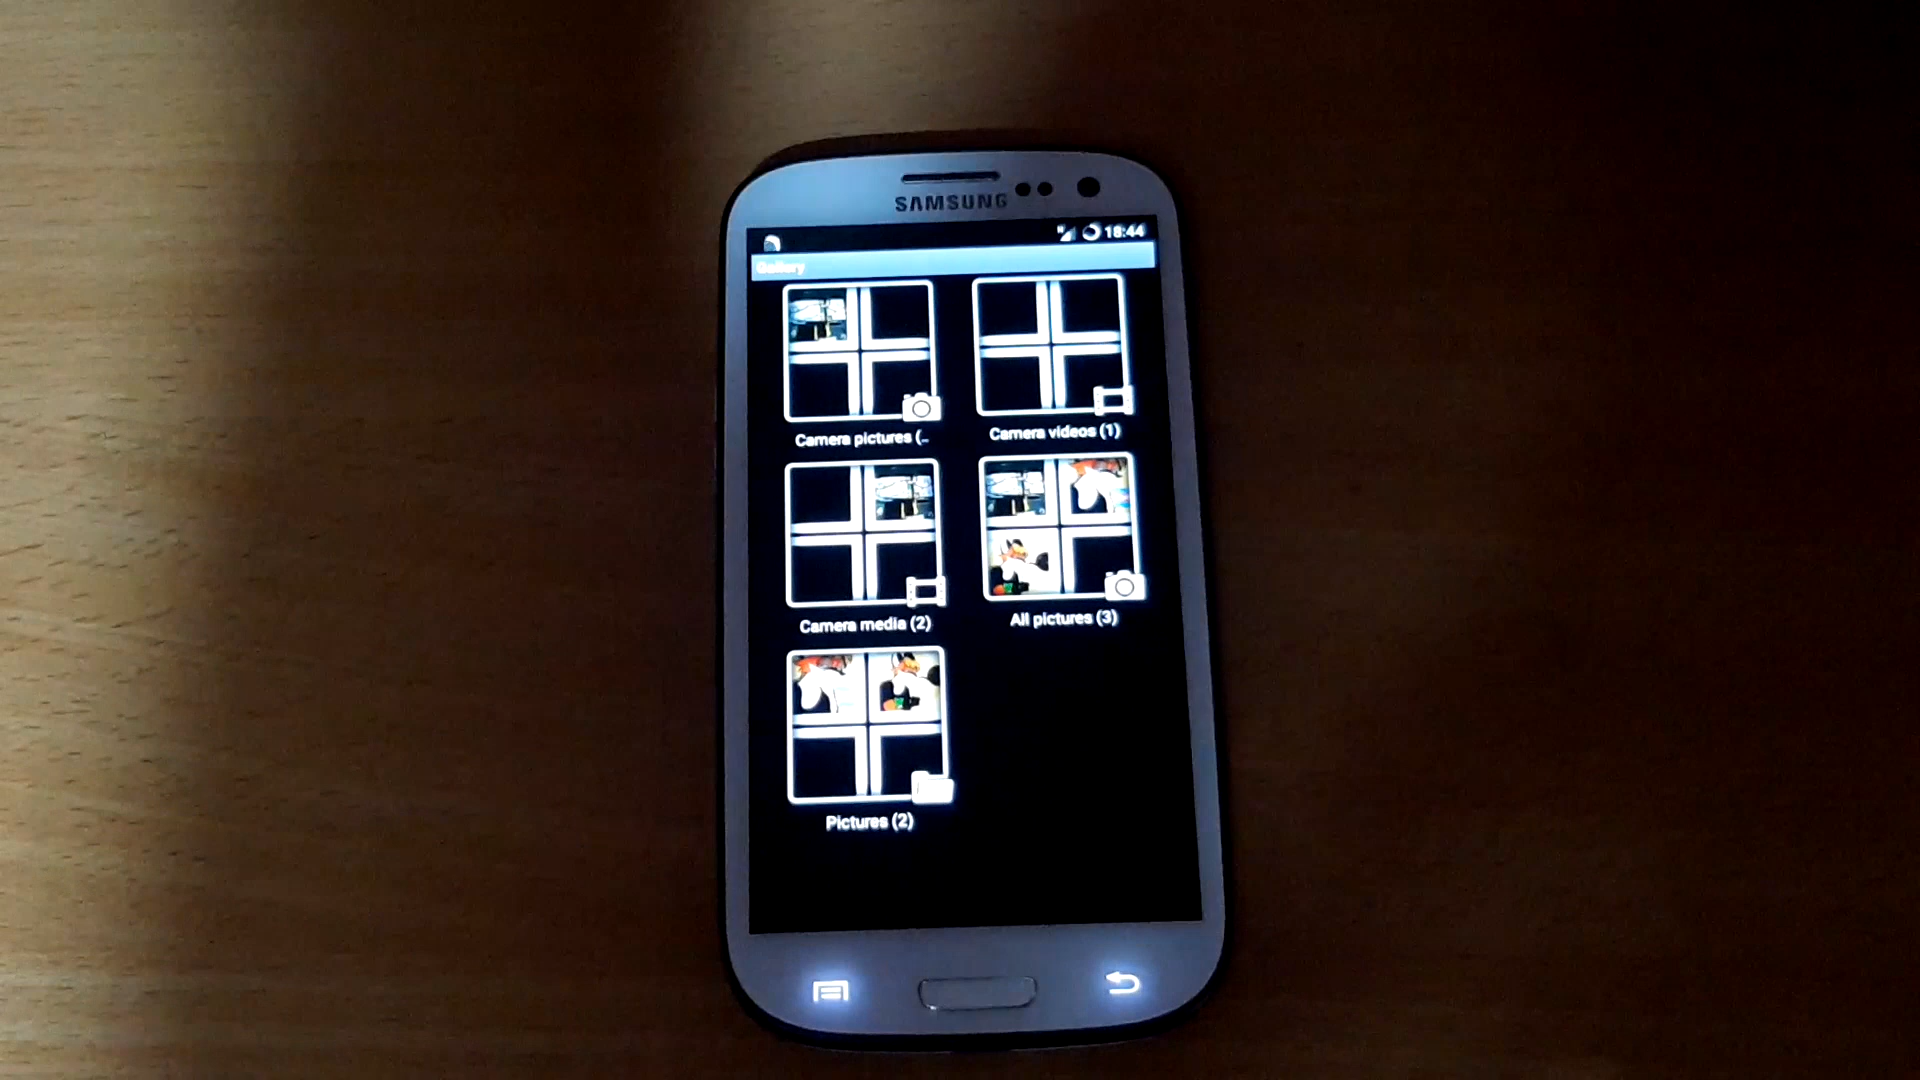 SAMSUNG
18:44
Gallery
Camera pictures (..
Camera videos (1)
Camera media (2)
All pictures (3)
Pictures (2)